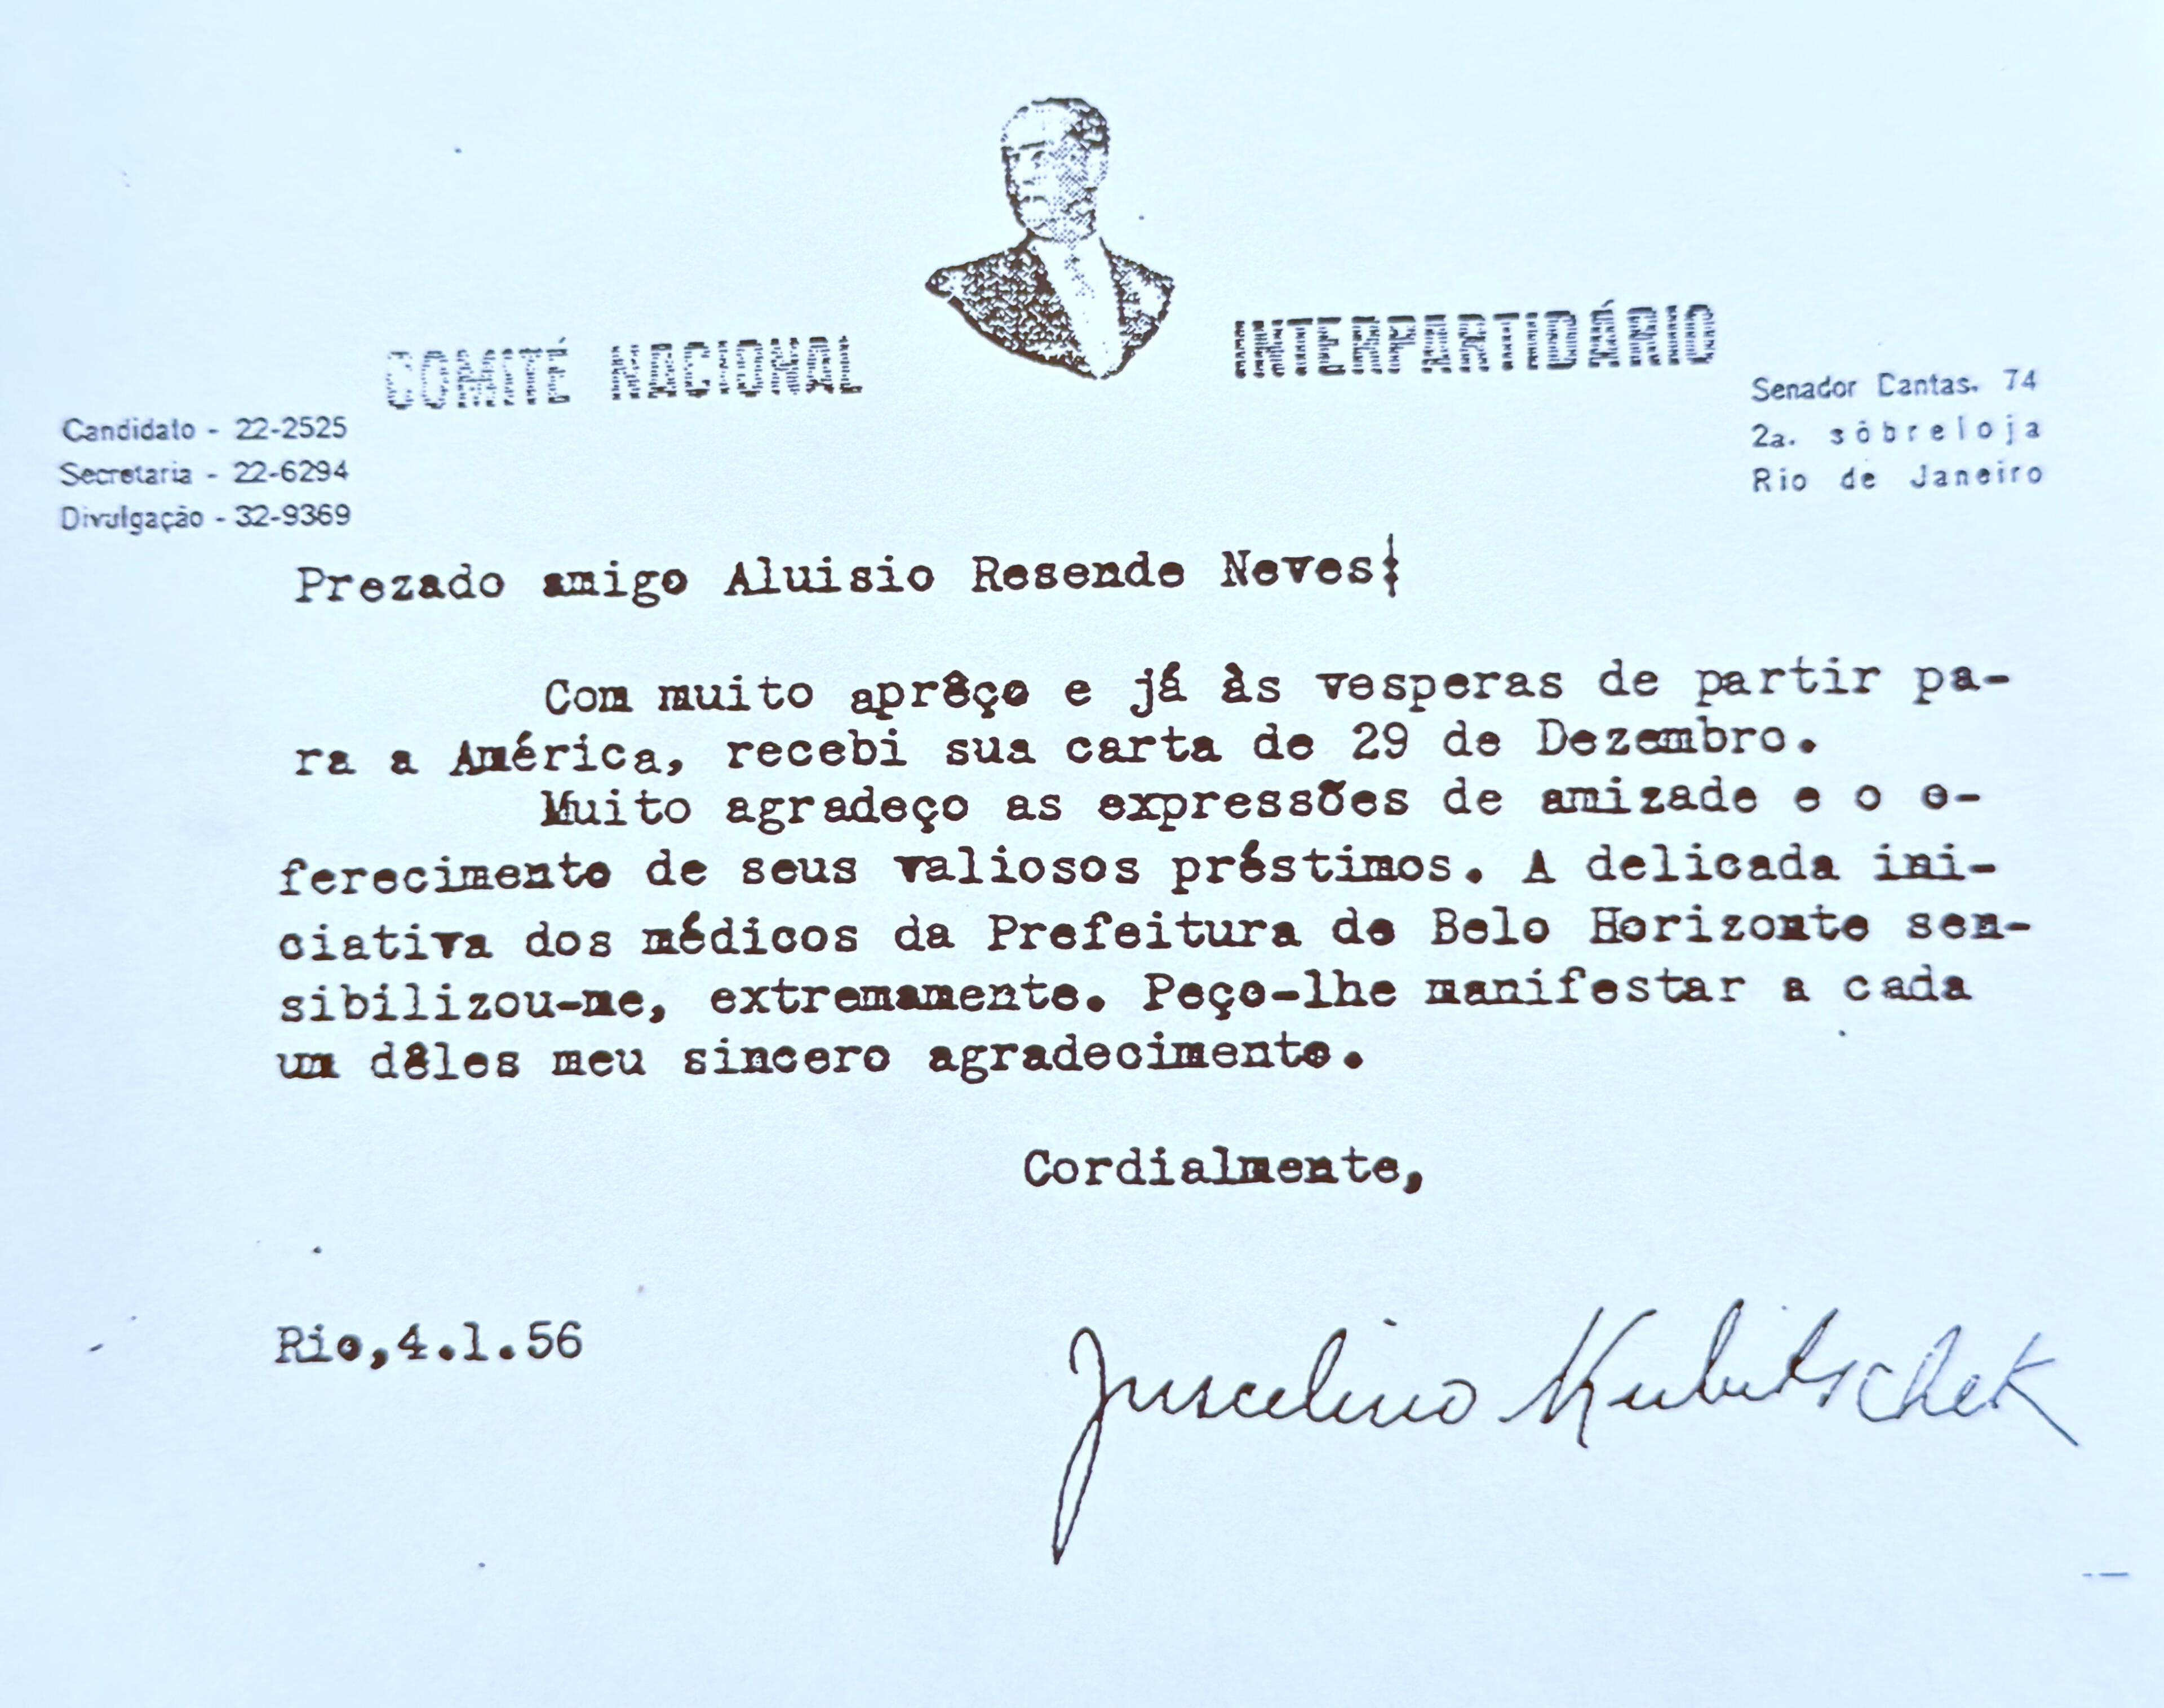 COMITÉ NACIONAL INTERPARTIDÁRIO
Candidato - 22-2525
Secretaria - 22-6294
Divulgação - 32-9369
Senador Dantas. 74
2a. sôbreloja
Rio de Janeiro
Prezado amigo Aluisio Resende Neves:
Com muito aprêço e já às vesperas de partir pa-
ra a América, recebi sua carta de 29 de Dezembro.
Muito agradeço as expressões de amizade e o o-
ferecimento de seus valiosos préstimos. A delicada ini-
ciativa dos médicos da Prefeitura de Belo Horizonte sen-
sibilizou-me, extremamente. Peço-lhe manifestar a cada
um dêles meu sincero agradecimento.
Cordialmente,
Rio,4.1.56
Juscelino Kubitschek